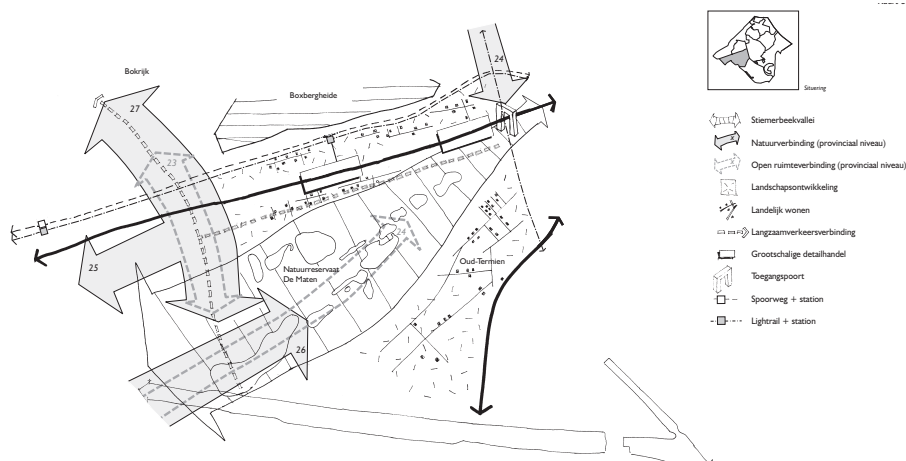 Bokrijk
Boxbergheide
24
27
23
25
26
24
Natuurreservaat
De Maten
Oud-Termien
Situering
Stiemerbeekvallei
x
Natuurverbinding (provinciaal niveau)
Open ruimteverbinding (provinciaal niveau)
Landschapsontwikkeling
Landelijk wonen
Langzaamverkeersverbinding
Grootschalige detailhandel
Toegangspoort
Spoorweg + station
Lightrail + station